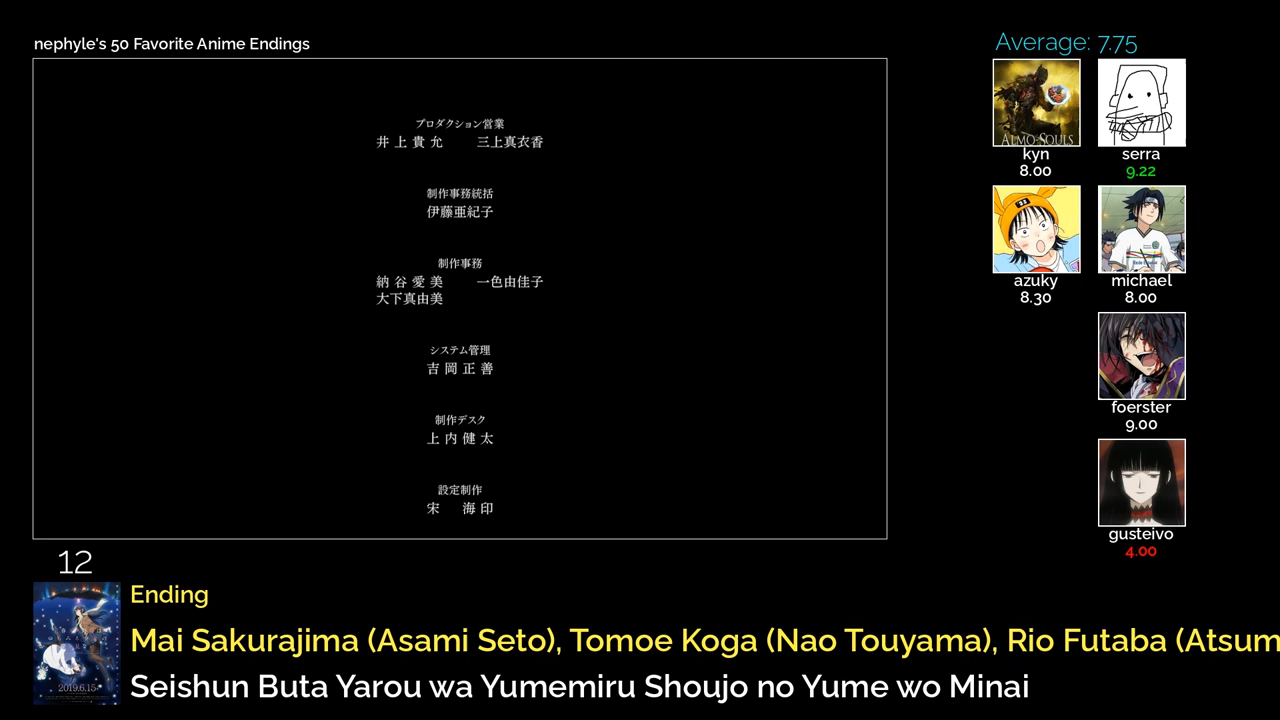 nephyle's 50 Favorite Anime Endings
Average: 7.75
プロダクション営業
井上貴允 三上真衣香
制作事務統括
伊藤亜紀子
制作事務
納谷愛美 一色由佳子
大下真由美
システム管理
吉岡正善
制作デスク
上内健太
設定制作
宋 海印
ALMO-SOULS
kyn
8.00
serra
9.22
azuky
8.30
michael
8.00
foerster
9.00
gusteivo
4.00
12
2019.6.15
Ending
Mai Sakurajima (Asami Seto), Tomoe Koga (Nao Touyama), Rio Futaba (Atsum
Seishun Buta Yarou wa Yumemiru Shoujo no Yume wo Minai